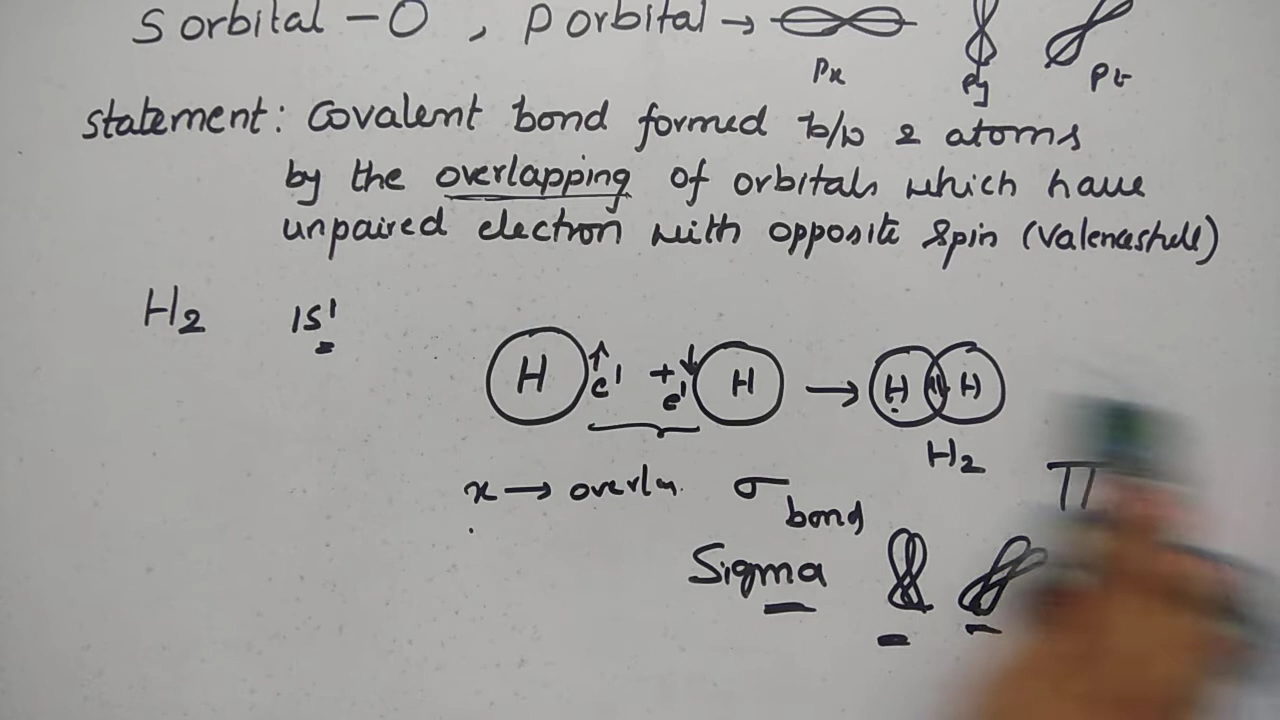 S orbital - O , p orbital →
Px Py Pz
statement: Covalent bond formed b/w 2 atoms
by the overlapping of orbitals which have
unpaired electron with opposite spin (Valenceshell)
H2 1S¹
H ↑ e¹ + ↓ e¹ H → H H
H2
x → overla. σ bond π
Sigma